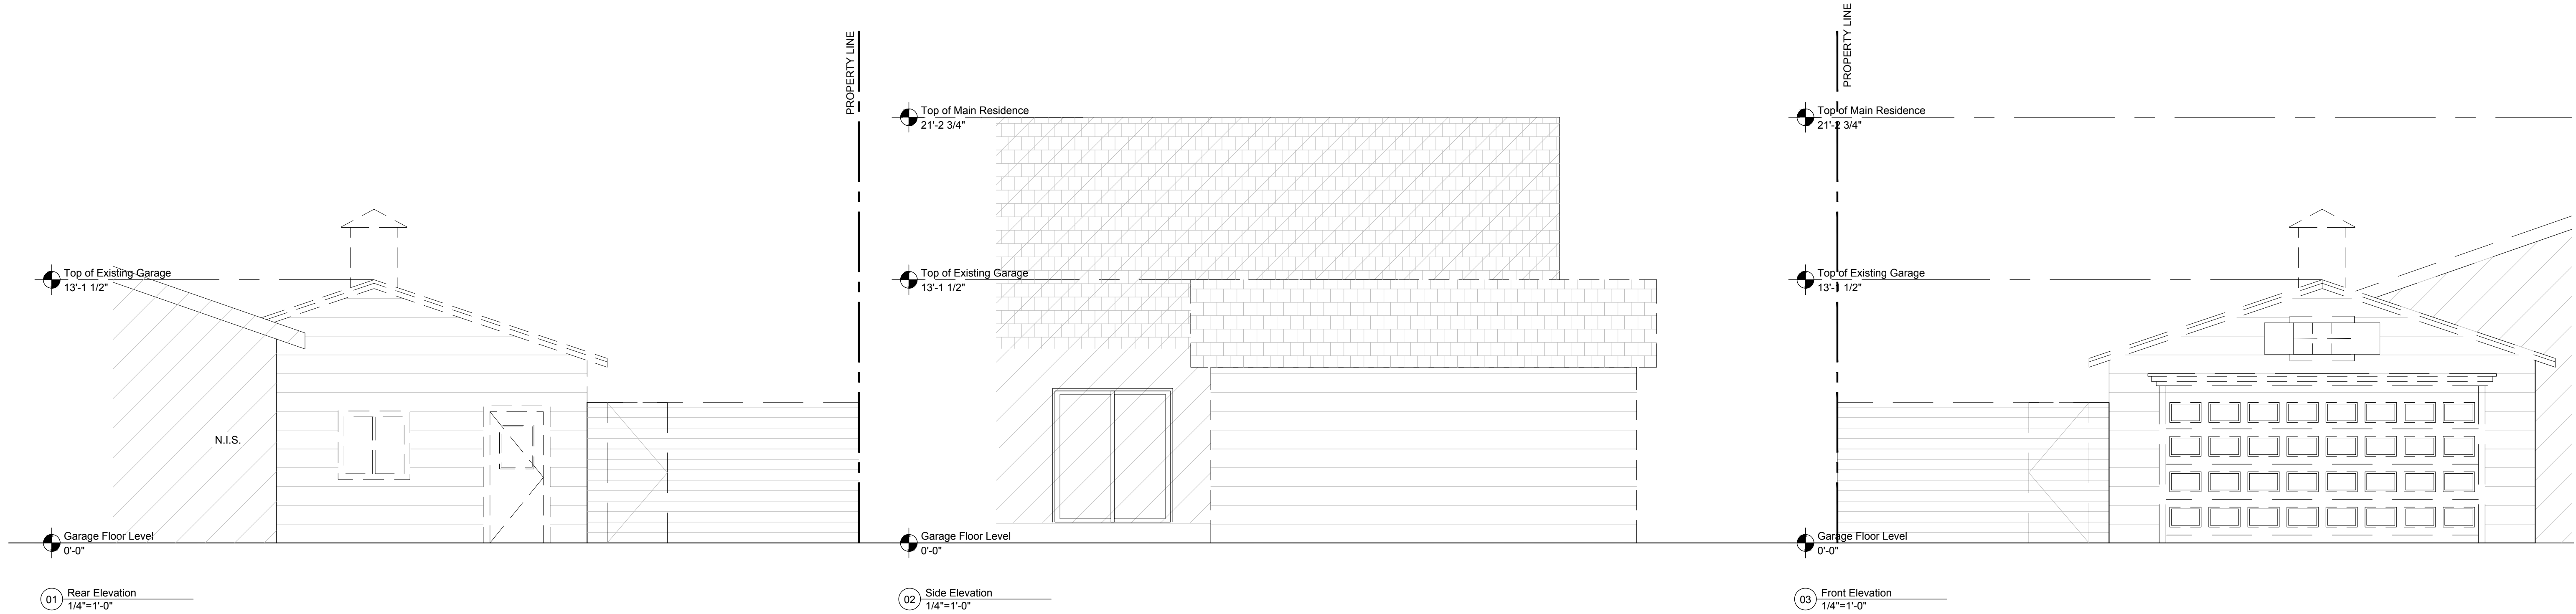 PROPERTY LINE
Top of Existing Garage
13'-1 1/2"
N.I.S.
Garage Floor Level
0'-0"
01 Rear Elevation
1/4"=1'-0"
Top of Main Residence
21'-2 3/4"
Top of Existing Garage
13'-1 1/2"
Garage Floor Level
0'-0"
02 Side Elevation
1/4"=1'-0"
PROPERTY LINE
Top of Main Residence
21'-2 3/4"
Top of Existing Garage
13'-1 1/2"
Garage Floor Level
0'-0"
03 Front Elevation
1/4"=1'-0"